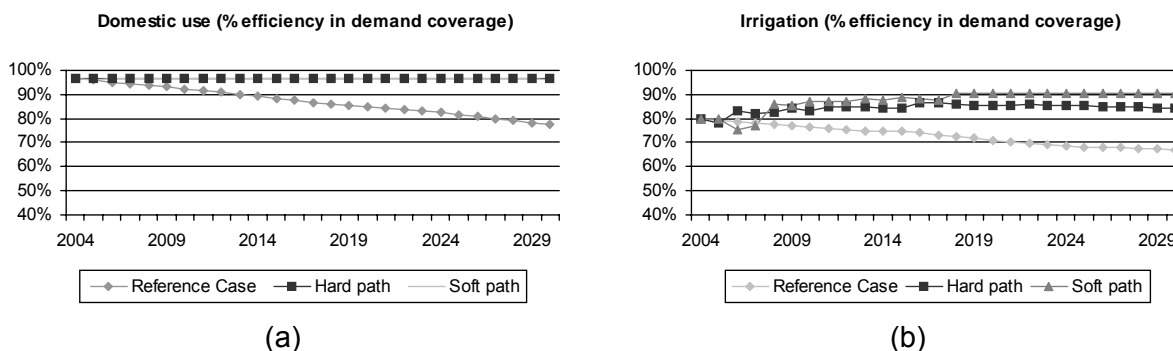 Domestic use (% efficiency in demand coverage)
100%
90%
80%
70%
60%
50%
40%
2004 2009 2014 2019 2024 2029
Reference Case Hard path Soft path
(a)
Irrigation (% efficiency in demand coverage)
100%
90%
80%
70%
60%
50%
40%
2004 2009 2014 2019 2024 2029
Reference Case Hard path Soft path
(b)